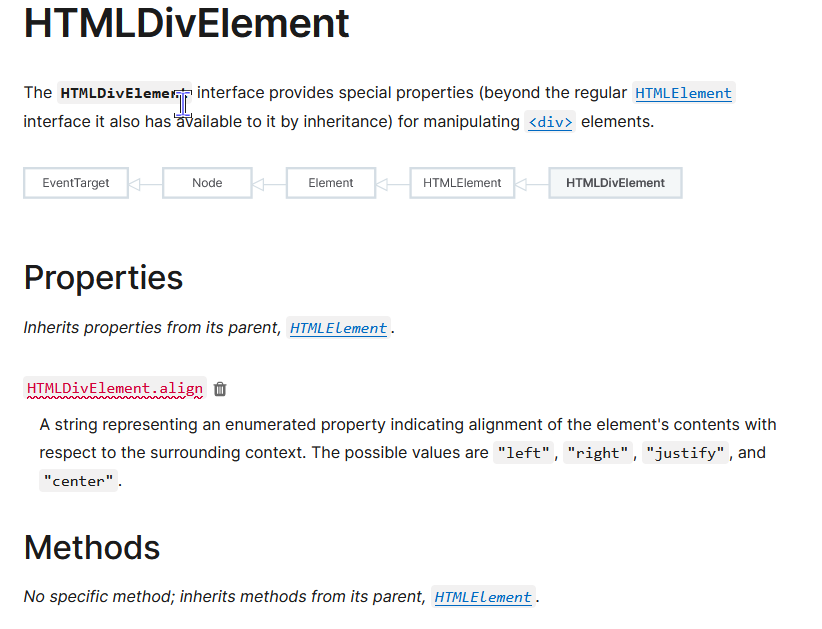 HTMLDivElement
The HTMLDivElement interface provides special properties (beyond the regular HTMLElement
interface it also has available to it by inheritance) for manipulating <div> elements.
EventTarget Node Element HTMLElement HTMLDivElement
Properties
Inherits properties from its parent, HTMLElement.
HTMLDivElement.align
A string representing an enumerated property indicating alignment of the element's contents with
respect to the surrounding context. The possible values are "left", "right", "justify", and
"center".
Methods
No specific method; inherits methods from its parent, HTMLElement.